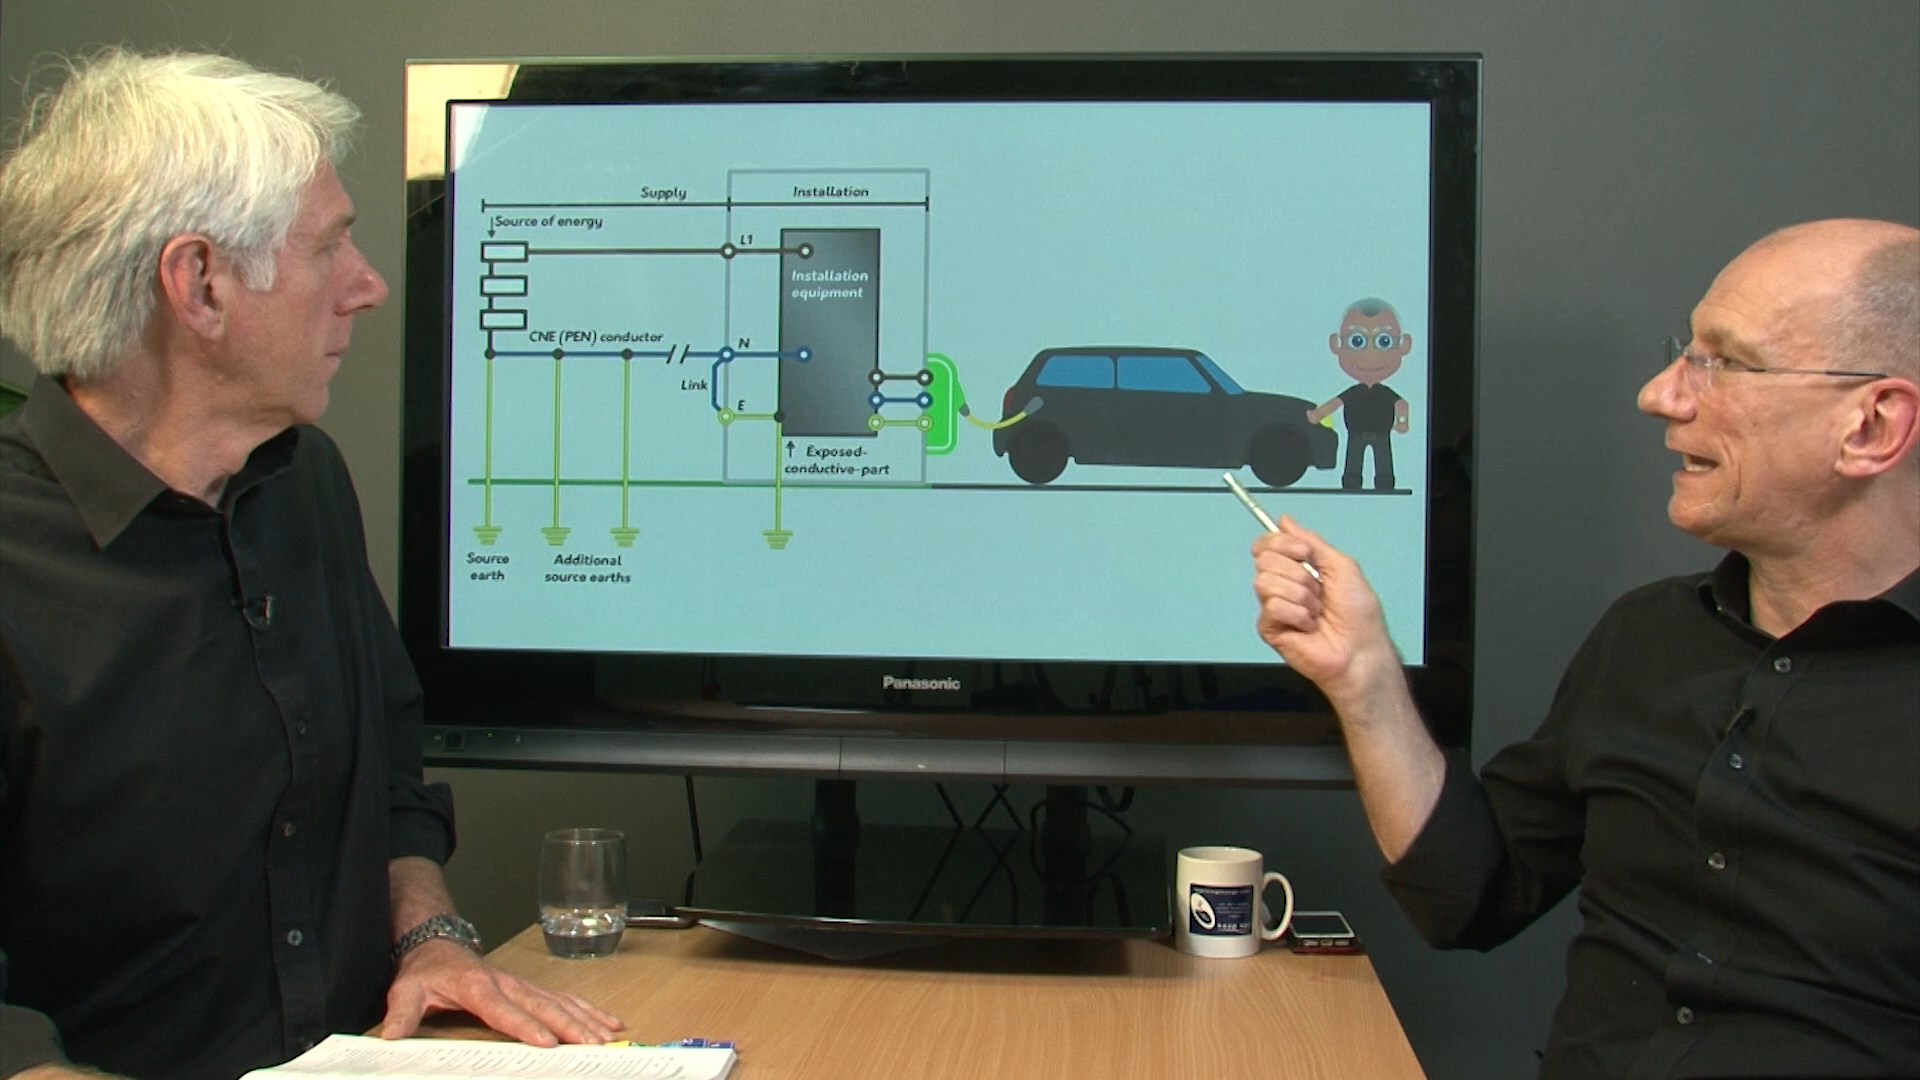 Supply
Installation
Source of energy
L1
Installation
equipment
CNE (PEN) conductor
N
Link
E
Exposed-
conductive-part
Source
earth
Additional
source earths
Panasonic